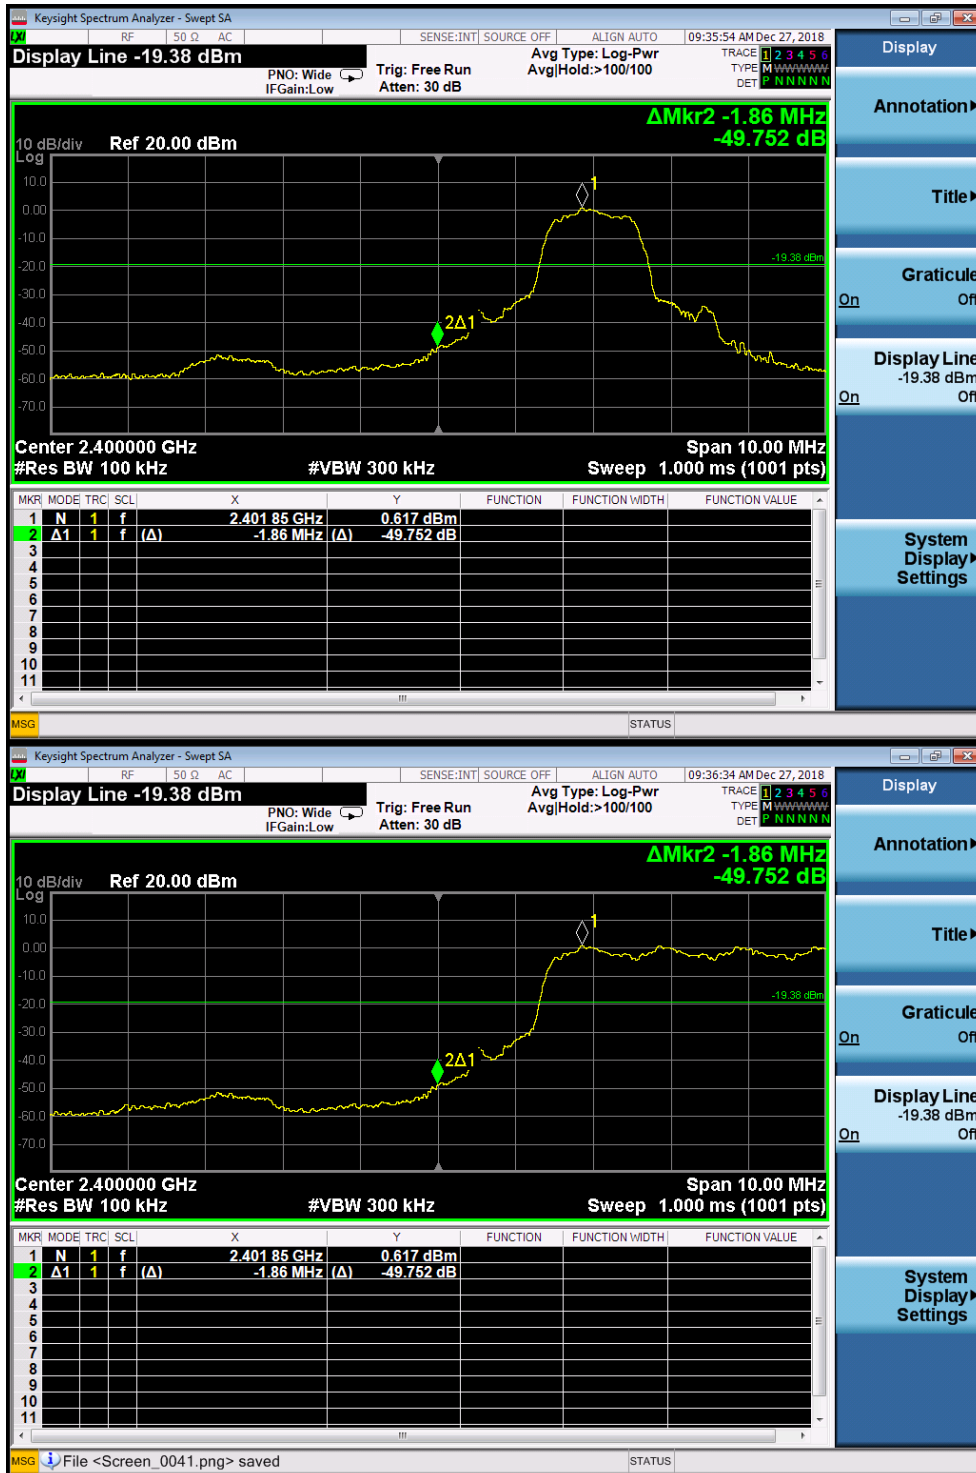 Keysight Spectrum Analyzer - Swept SA
LXI RF 50 Ω AC SENSE:INT SOURCE OFF ALIGN AUTO 09:35:54 AM Dec 27, 2018
Display Line -19.38 dBm
PNO: Wide
IFGain:Low
Trig: Free Run
Atten: 30 dB
Avg Type: Log-Pwr
Avg|Hold:>100/100
TRACE 1 2 3 4 5 6
TYPE M WWWWW
DET P N N N N N
ΔMkr2 -1.86 MHz
-49.752 dB
10 dB/div Ref 20.00 dBm
Log
10.0
0.00
-10.0
-20.0
-30.0
-40.0
-50.0
-60.0
-70.0
1
-19.38 dBm
2Δ1
Center 2.400000 GHz Span 10.00 MHz
#Res BW 100 kHz #VBW 300 kHz Sweep 1.000 ms (1001 pts)
MKR MODE TRC SCL X Y FUNCTION FUNCTION WIDTH FUNCTION VALUE
1 N 1 f 2.401 85 GHz 0.617 dBm
2 Δ1 1 f (Δ) -1.86 MHz (Δ) -49.752 dB
3
4
5
6
7
8
9
10
11
MSG STATUS
Display
Annotation
Title
Graticule
On Off
Display Line
-19.38 dBm
On Off
System
Display
Settings
Keysight Spectrum Analyzer - Swept SA
LXI RF 50 Ω AC SENSE:INT SOURCE OFF ALIGN AUTO 09:36:34 AM Dec 27, 2018
Display Line -19.38 dBm
PNO: Wide
IFGain:Low
Trig: Free Run
Atten: 30 dB
Avg Type: Log-Pwr
Avg|Hold:>100/100
TRACE 1 2 3 4 5 6
TYPE M WWWWW
DET P N N N N N
ΔMkr2 -1.86 MHz
-49.752 dB
10 dB/div Ref 20.00 dBm
Log
10.0
0.00
-10.0
-20.0
-30.0
-40.0
-50.0
-60.0
-70.0
1
-19.38 dBm
2Δ1
Center 2.400000 GHz Span 10.00 MHz
#Res BW 100 kHz #VBW 300 kHz Sweep 1.000 ms (1001 pts)
MKR MODE TRC SCL X Y FUNCTION FUNCTION WIDTH FUNCTION VALUE
1 N 1 f 2.401 85 GHz 0.617 dBm
2 Δ1 1 f (Δ) -1.86 MHz (Δ) -49.752 dB
3
4
5
6
7
8
9
10
11
MSG File <Screen_0041.png> saved STATUS
Display
Annotation
Title
Graticule
On Off
Display Line
-19.38 dBm
On Off
System
Display
Settings